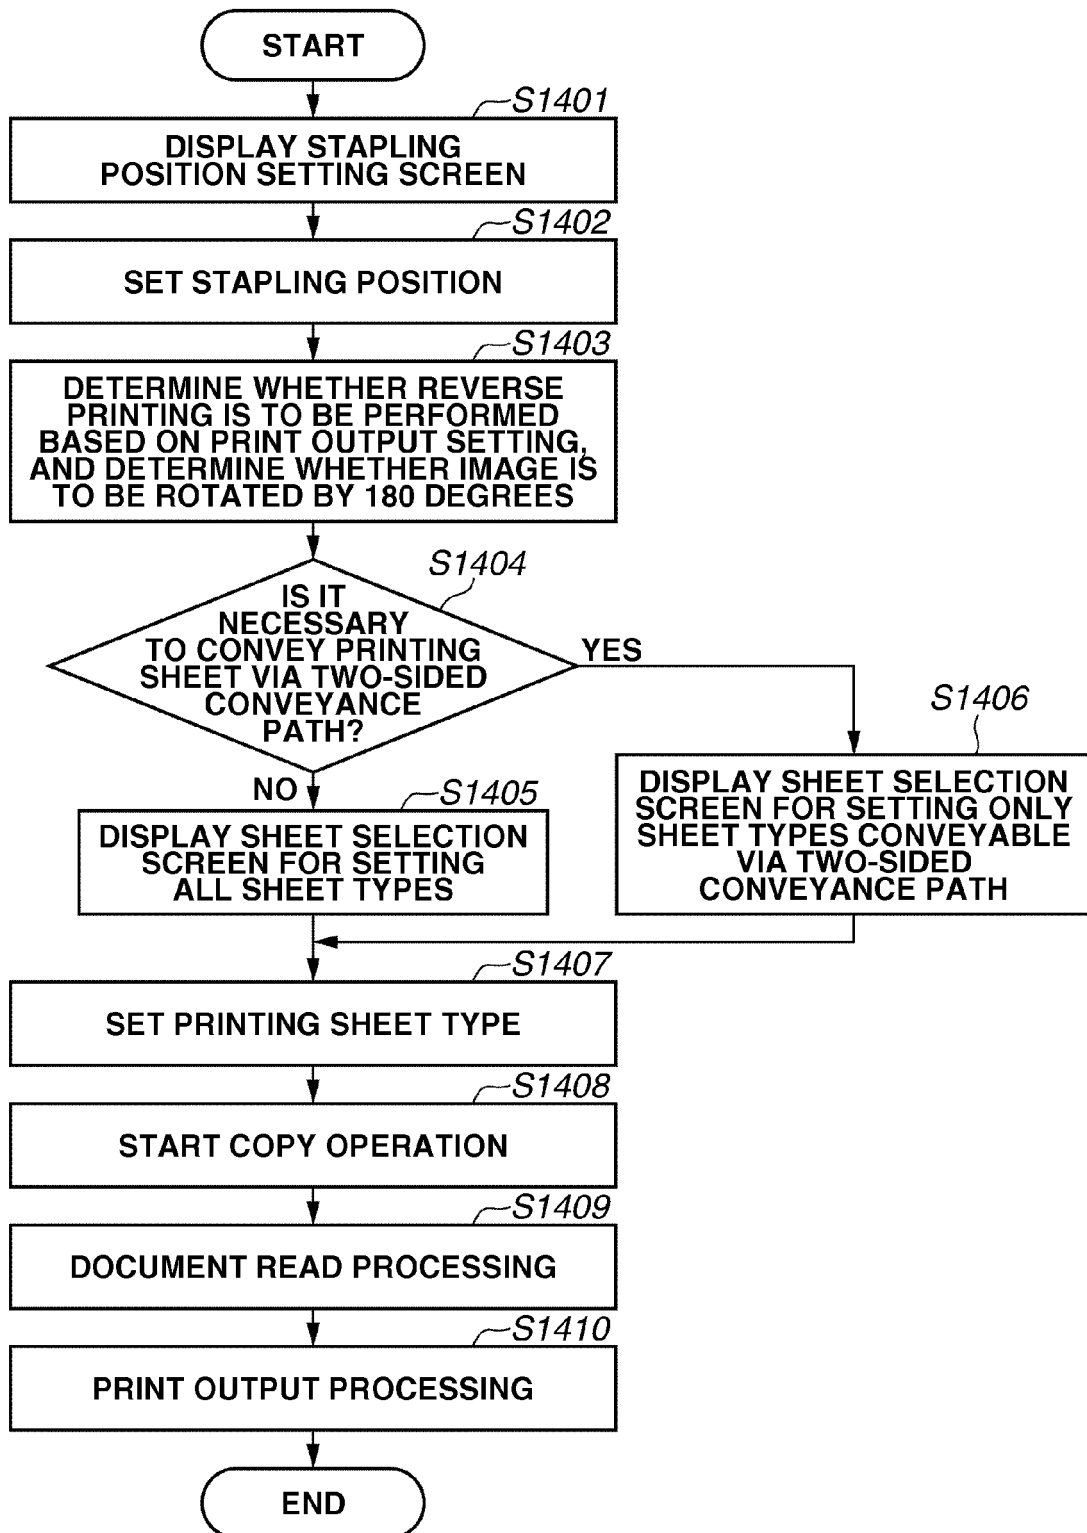 START
S1401
DISPLAY STAPLING
POSITION SETTING SCREEN
S1402
SET STAPLING POSITION
S1403
DETERMINE WHETHER REVERSE
PRINTING IS TO BE PERFORMED
BASED ON PRINT OUTPUT SETTING,
AND DETERMINE WHETHER IMAGE IS
TO BE ROTATED BY 180 DEGREES
S1404
IS IT
NECESSARY
TO CONVEY PRINTING
SHEET VIA TWO-SIDED
CONVEYANCE
PATH?
YES
NO
S1405
DISPLAY SHEET SELECTION
SCREEN FOR SETTING
ALL SHEET TYPES
S1406
DISPLAY SHEET SELECTION
SCREEN FOR SETTING ONLY
SHEET TYPES CONVEYABLE
VIA TWO-SIDED
CONVEYANCE PATH
S1407
SET PRINTING SHEET TYPE
S1408
START COPY OPERATION
S1409
DOCUMENT READ PROCESSING
S1410
PRINT OUTPUT PROCESSING
END